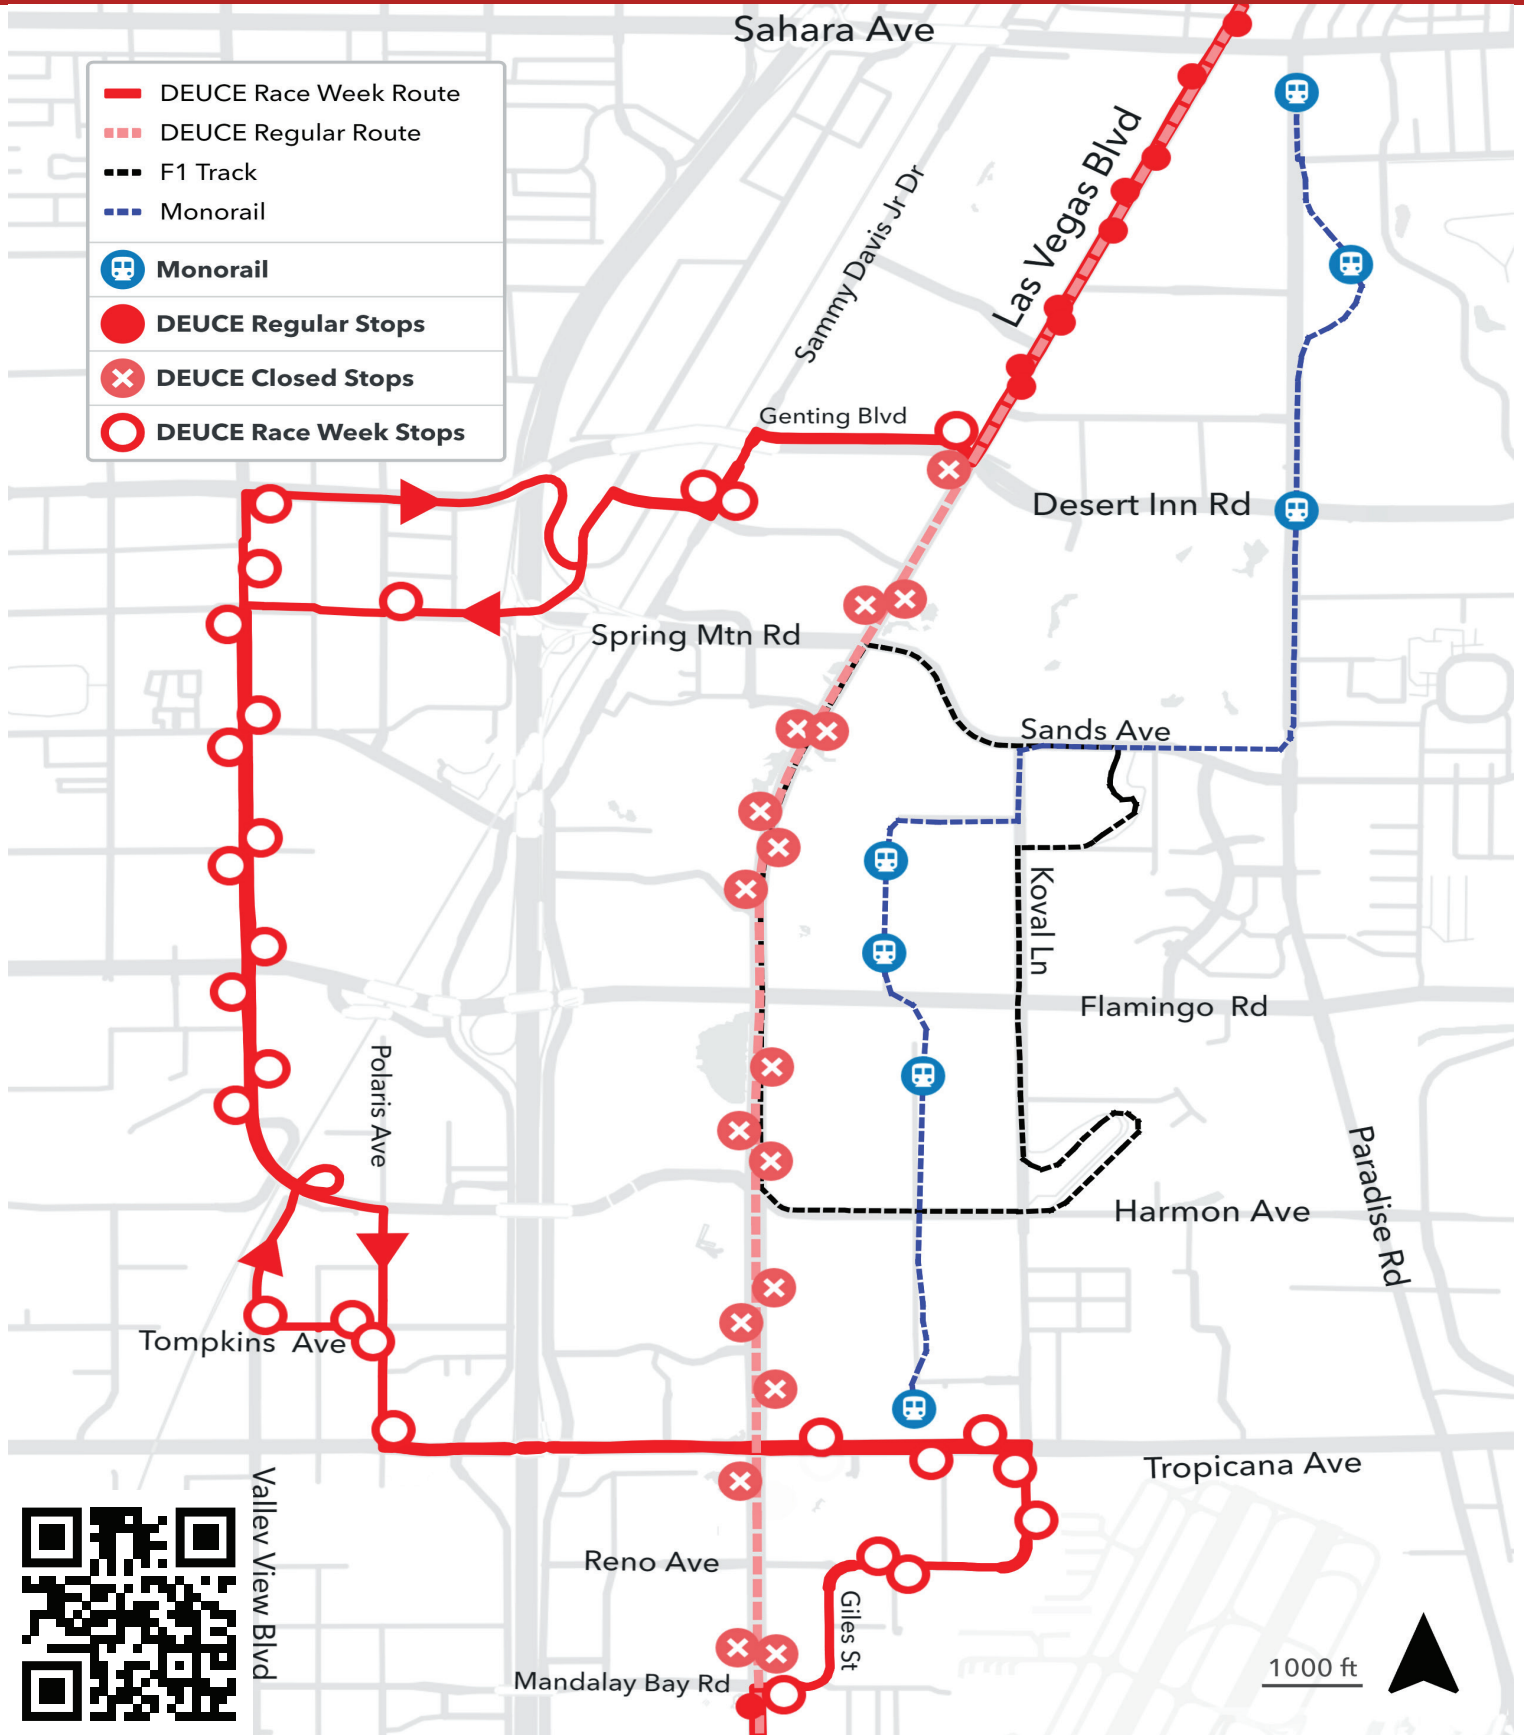 Sahara Ave
DEUCE Race Week Route
DEUCE Regular Route
F1 Track
Monorail
Monorail
DEUCE Regular Stops
DEUCE Closed Stops
DEUCE Race Week Stops
Las Vegas Blvd
Sammy Davis Jr Dr
Genting Blvd
Desert Inn Rd
Spring Mtn Rd
Sands Ave
Koval Ln
Flamingo Rd
Polaris Ave
Paradise Rd
Harmon Ave
Tompkins Ave
Tropicana Ave
Valley View Blvd
Reno Ave
Giles St
Mandalay Bay Rd
1000 ft